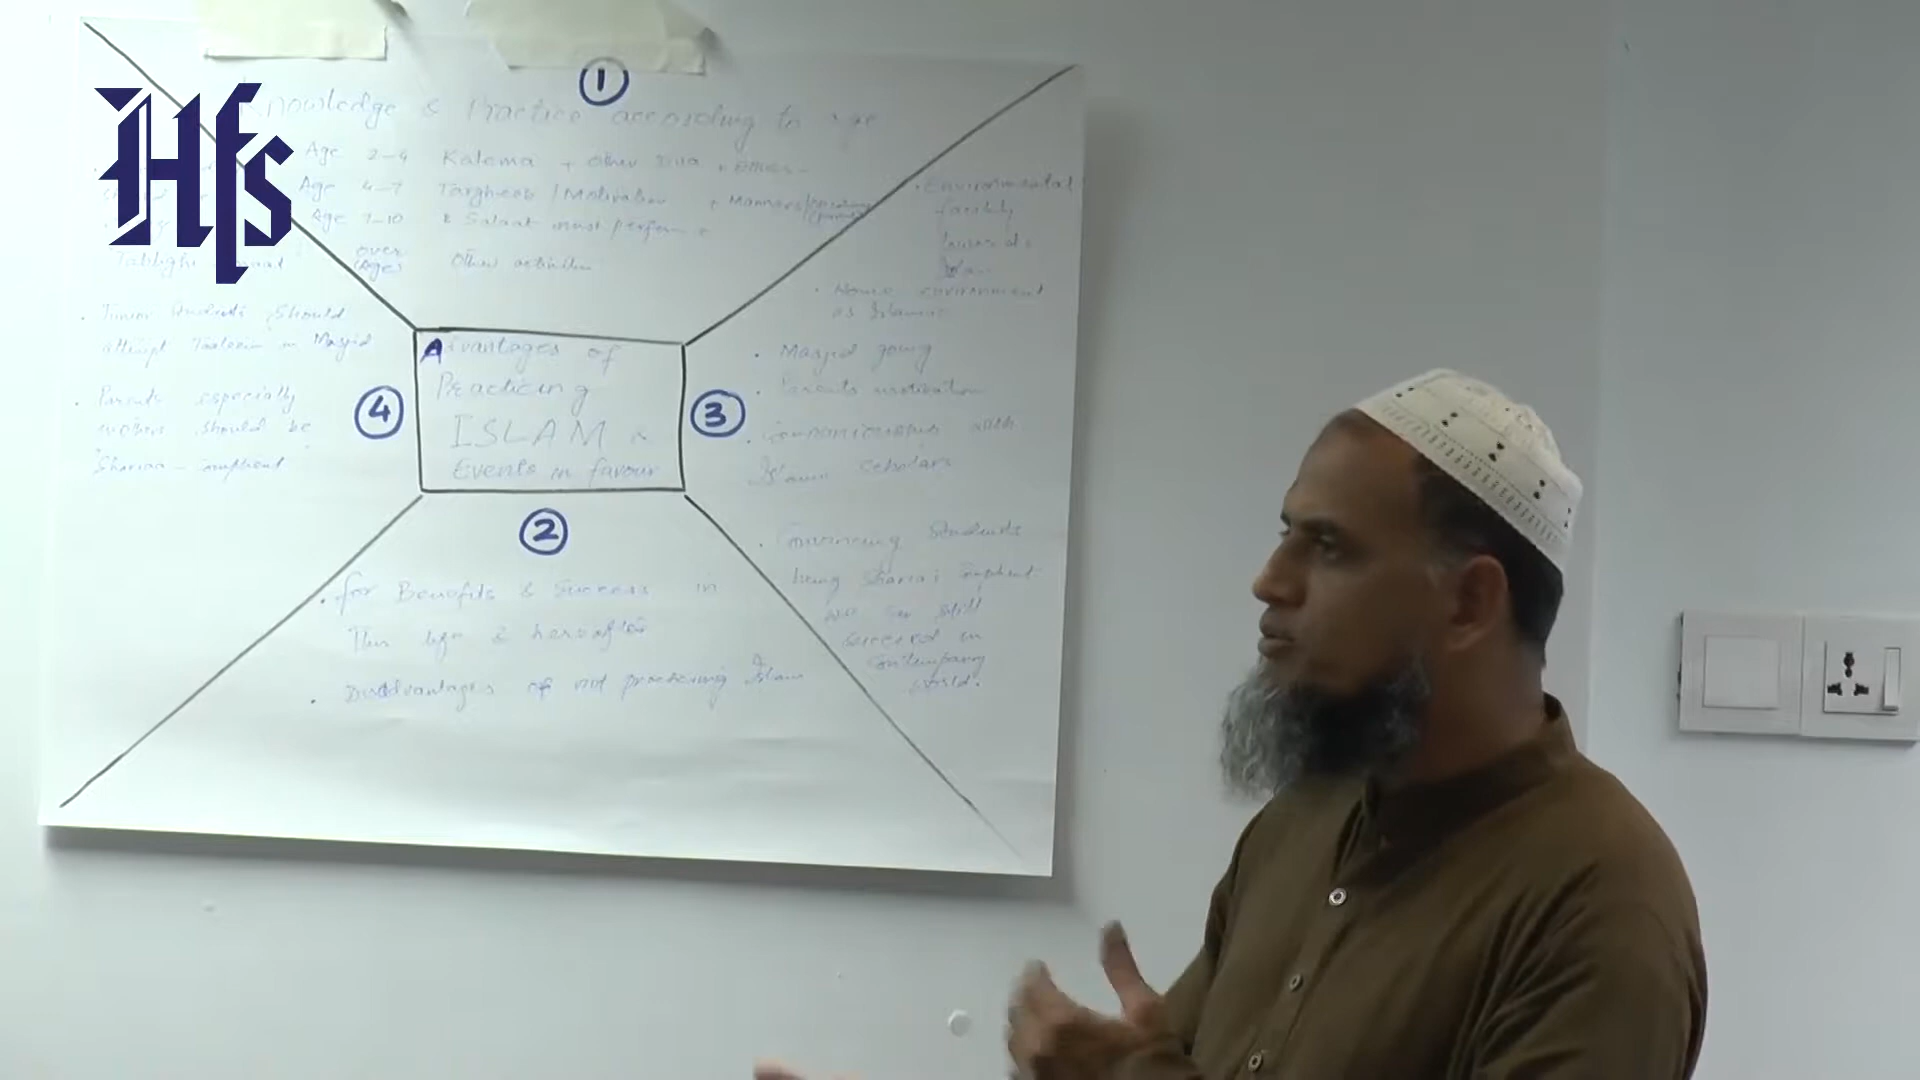 Hfs
1
Knowledge & Practice according to age
Age 2-4 Kalema + other + others
Age 4-7 Targheeb / Motivation + Manners/
Age 7-10 & Salaat must perform
over (Age) other activities
Tablighi
Junior Students should
attempt Taaleem in Masjid
Parents especially
mothers should be
Shariaa-compliant
4
Advantages of
Practicing
ISLAM
Events in favour
3
Environmental
facility
towards
Home environment
as Islamic
Masjid going
Parents motivation
Companionship with
Islamic scholars
Convincing Students
being sharia'i compliant
we can still
succeed in
contemporary
world.
2
for Benefits & Success in
This life & hereafter
Disadvantages of not practicing Islam